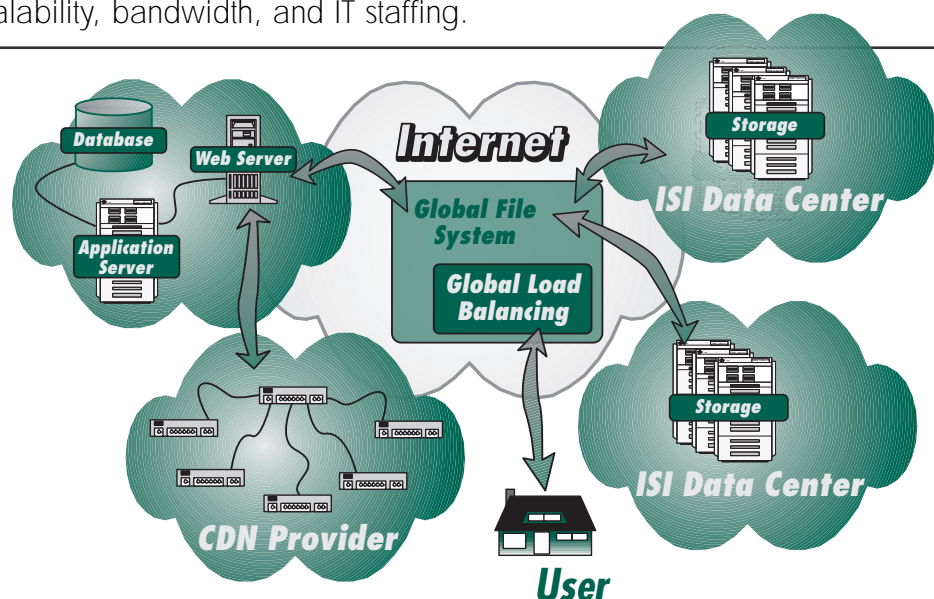 alability, bandwidth, and IT staffing.
Database
Web Server
Application
Server
Internet
Global File
System
Global Load
Balancing
Storage
ISI Data Center
Storage
ISI Data Center
CDN Provider
User